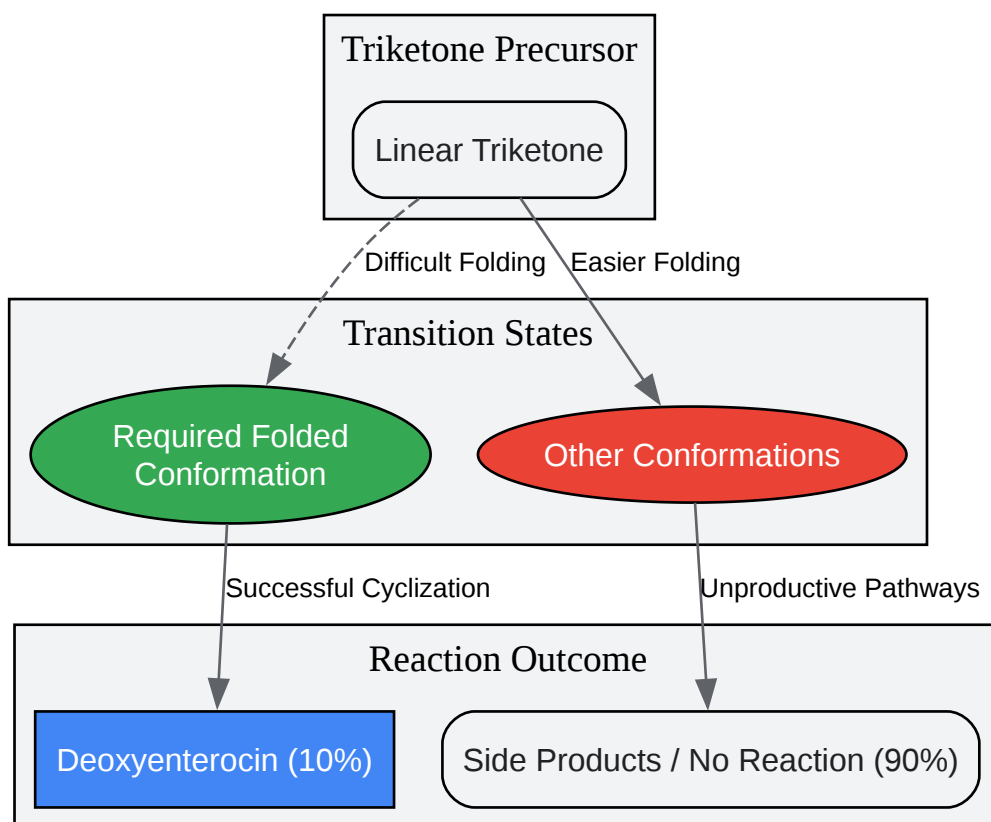 Triketone Precursor
Linear Triketone
Difficult Folding
Easier Folding
Transition States
Required Folded
Conformation
Other Conformations
Successful Cyclization
Unproductive Pathways
Reaction Outcome
Deoxyenterocin (10%)
Side Products / No Reaction (90%)